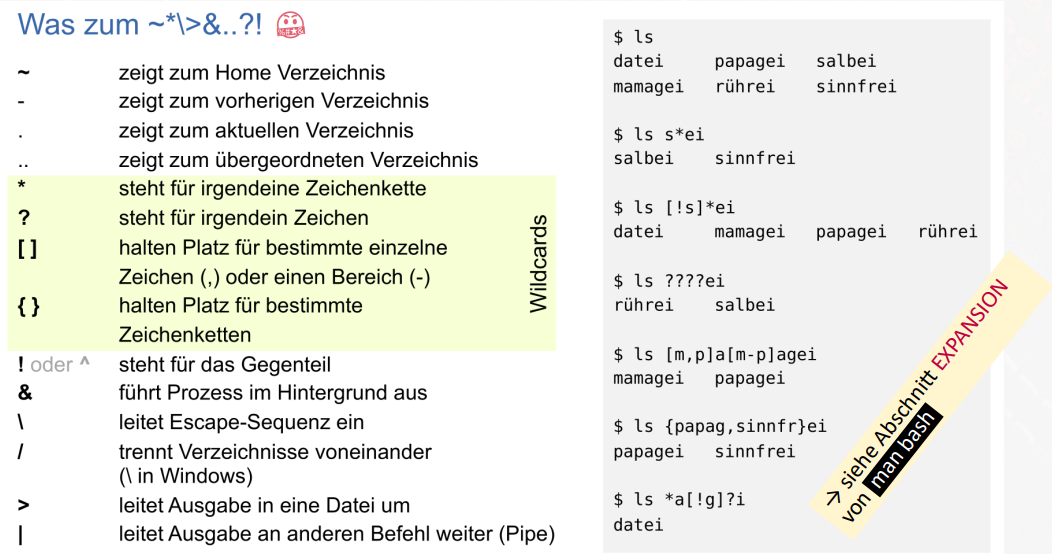 Was zum ~*\>&..?!
~ zeigt zum Home Verzeichnis
- zeigt zum vorherigen Verzeichnis
. zeigt zum aktuellen Verzeichnis
.. zeigt zum übergeordneten Verzeichnis
* steht für irgendeine Zeichenkette
? steht für irgendein Zeichen
[ ] halten Platz für bestimmte einzelne
Zeichen (,) oder einen Bereich (-)
{ } halten Platz für bestimmte
Zeichenketten
Wildcards
! oder ^ steht für das Gegenteil
& führt Prozess im Hintergrund aus
\ leitet Escape-Sequenz ein
/ trennt Verzeichnisse voneinander
(\ in Windows)
> leitet Ausgabe in eine Datei um
| leitet Ausgabe an anderen Befehl weiter (Pipe)
$ ls
datei papagei salbei
mamagei rührei sinnfrei
$ ls s*ei
salbei sinnfrei
$ ls [!s]*ei
datei mamagei papagei rührei
$ ls ????ei
rührei salbei
$ ls [m,p]a[m-p]agei
mamagei papagei
$ ls {papag,sinnfr}ei
papagei sinnfrei
$ ls *a[!g]?i
datei
→ siehe Abschnitt EXPANSION
von man bash